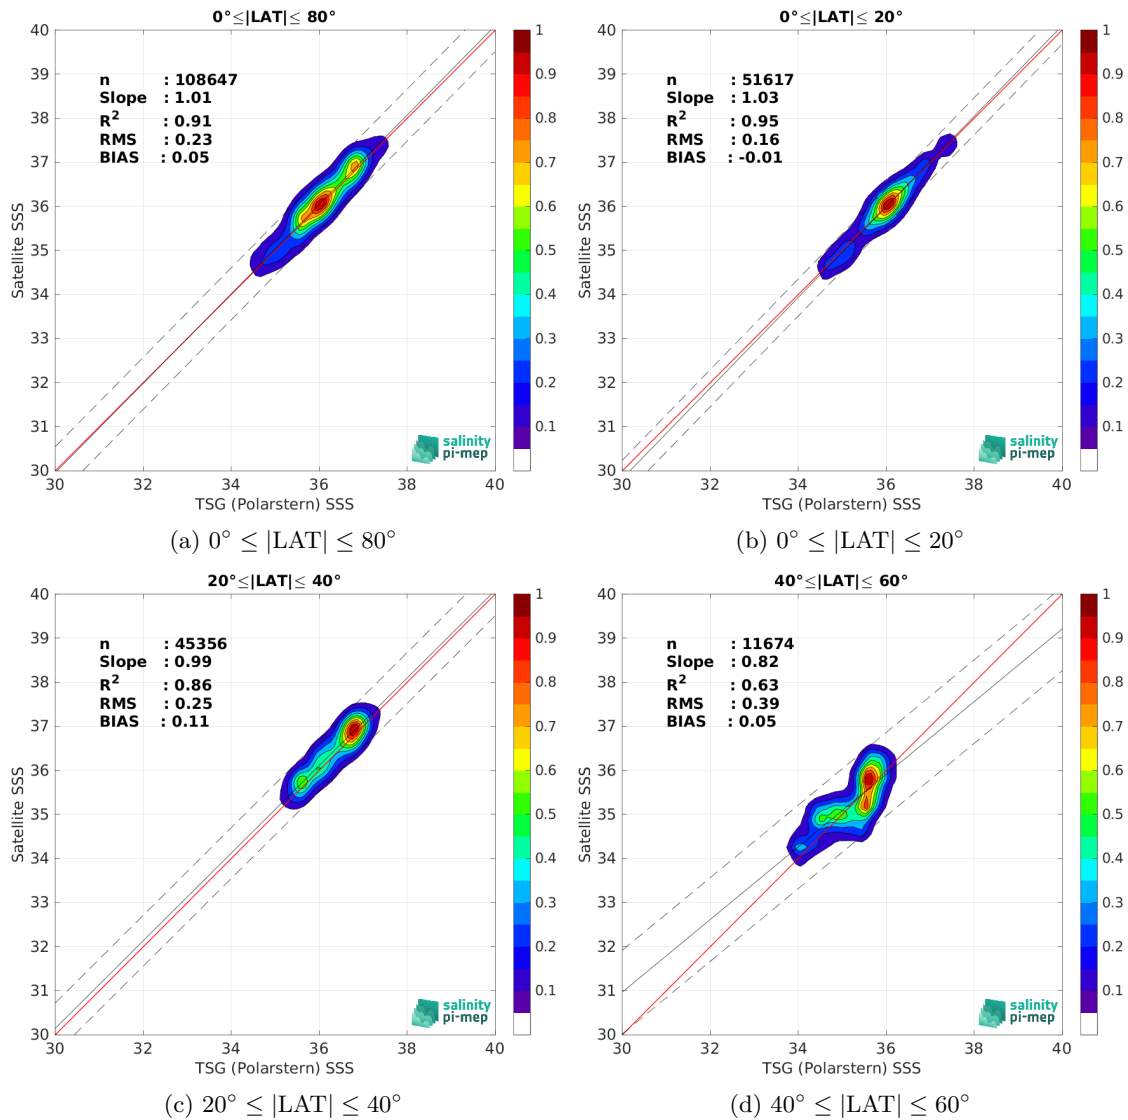 0°≤|LAT|≤ 80°
n : 108647
Slope : 1.01
R² : 0.91
RMS : 0.23
BIAS : 0.05
40
39
38
37
36
35
34
33
32
31
30
30 32 34 36 38 40
Satellite SSS
TSG (Polarstern) SSS
1
0.9
0.8
0.7
0.6
0.5
0.4
0.3
0.2
0.1
salinity
pi-mep
(a) 0° ≤ |LAT| ≤ 80°
0°≤|LAT|≤ 20°
n : 51617
Slope : 1.03
R² : 0.95
RMS : 0.16
BIAS : -0.01
40
39
38
37
36
35
34
33
32
31
30
30 32 34 36 38 40
Satellite SSS
TSG (Polarstern) SSS
1
0.9
0.8
0.7
0.6
0.5
0.4
0.3
0.2
0.1
salinity
pi-mep
(b) 0° ≤ |LAT| ≤ 20°
20°≤|LAT|≤ 40°
n : 45356
Slope : 0.99
R² : 0.86
RMS : 0.25
BIAS : 0.11
40
39
38
37
36
35
34
33
32
31
30
30 32 34 36 38 40
Satellite SSS
TSG (Polarstern) SSS
1
0.9
0.8
0.7
0.6
0.5
0.4
0.3
0.2
0.1
salinity
pi-mep
(c) 20° ≤ |LAT| ≤ 40°
40°≤|LAT|≤ 60°
n : 11674
Slope : 0.82
R² : 0.63
RMS : 0.39
BIAS : 0.05
40
39
38
37
36
35
34
33
32
31
30
30 32 34 36 38 40
Satellite SSS
TSG (Polarstern) SSS
1
0.9
0.8
0.7
0.6
0.5
0.4
0.3
0.2
0.1
salinity
pi-mep
(d) 40° ≤ |LAT| ≤ 60°